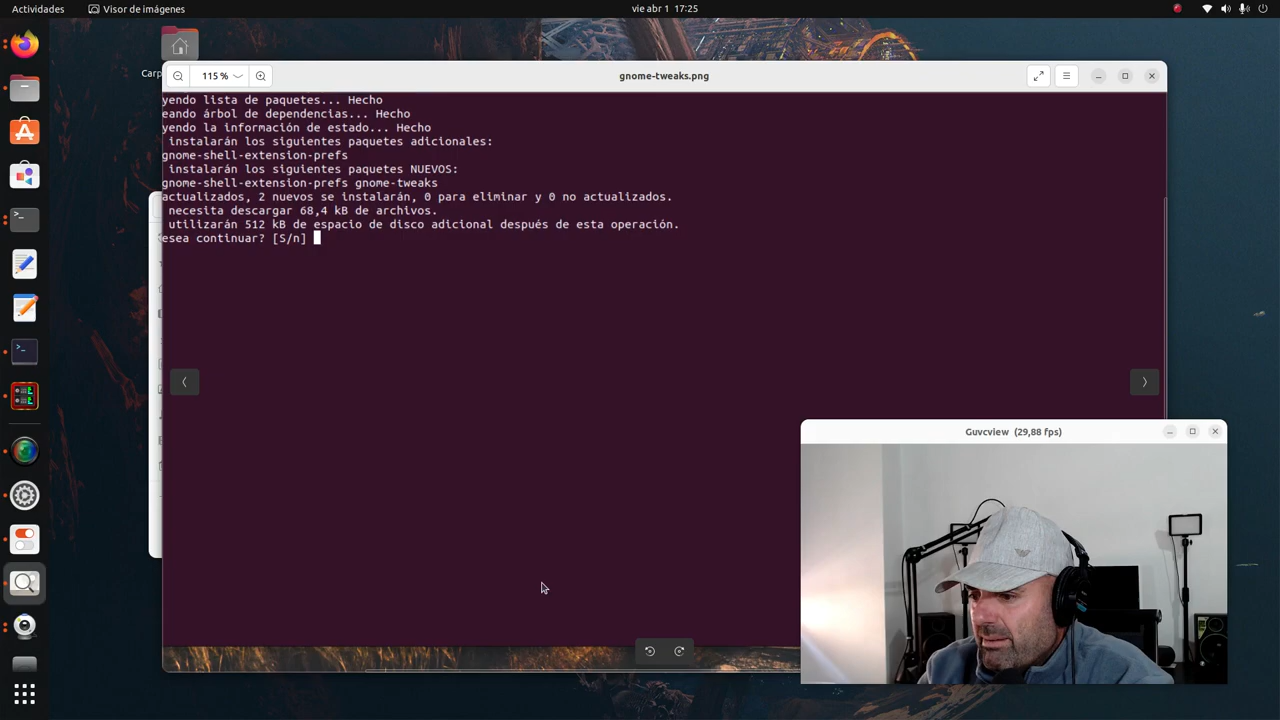 Actividades
Visor de imágenes
vie abr 1 17:25
Carp
115 %
gnome-tweaks.png
yendo lista de paquetes... Hecho
eando árbol de dependencias... Hecho
yendo la información de estado... Hecho
instalarán los siguientes paquetes adicionales:
gnome-shell-extension-prefs
instalarán los siguientes paquetes NUEVOS:
gnome-shell-extension-prefs gnome-tweaks
actualizados, 2 nuevos se instalarán, 0 para eliminar y 0 no actualizados.
necesita descargar 68,4 kB de archivos.
utilizarán 512 kB de espacio de disco adicional después de esta operación.
esea continuar? [S/n]
Guvcview (29,88 fps)